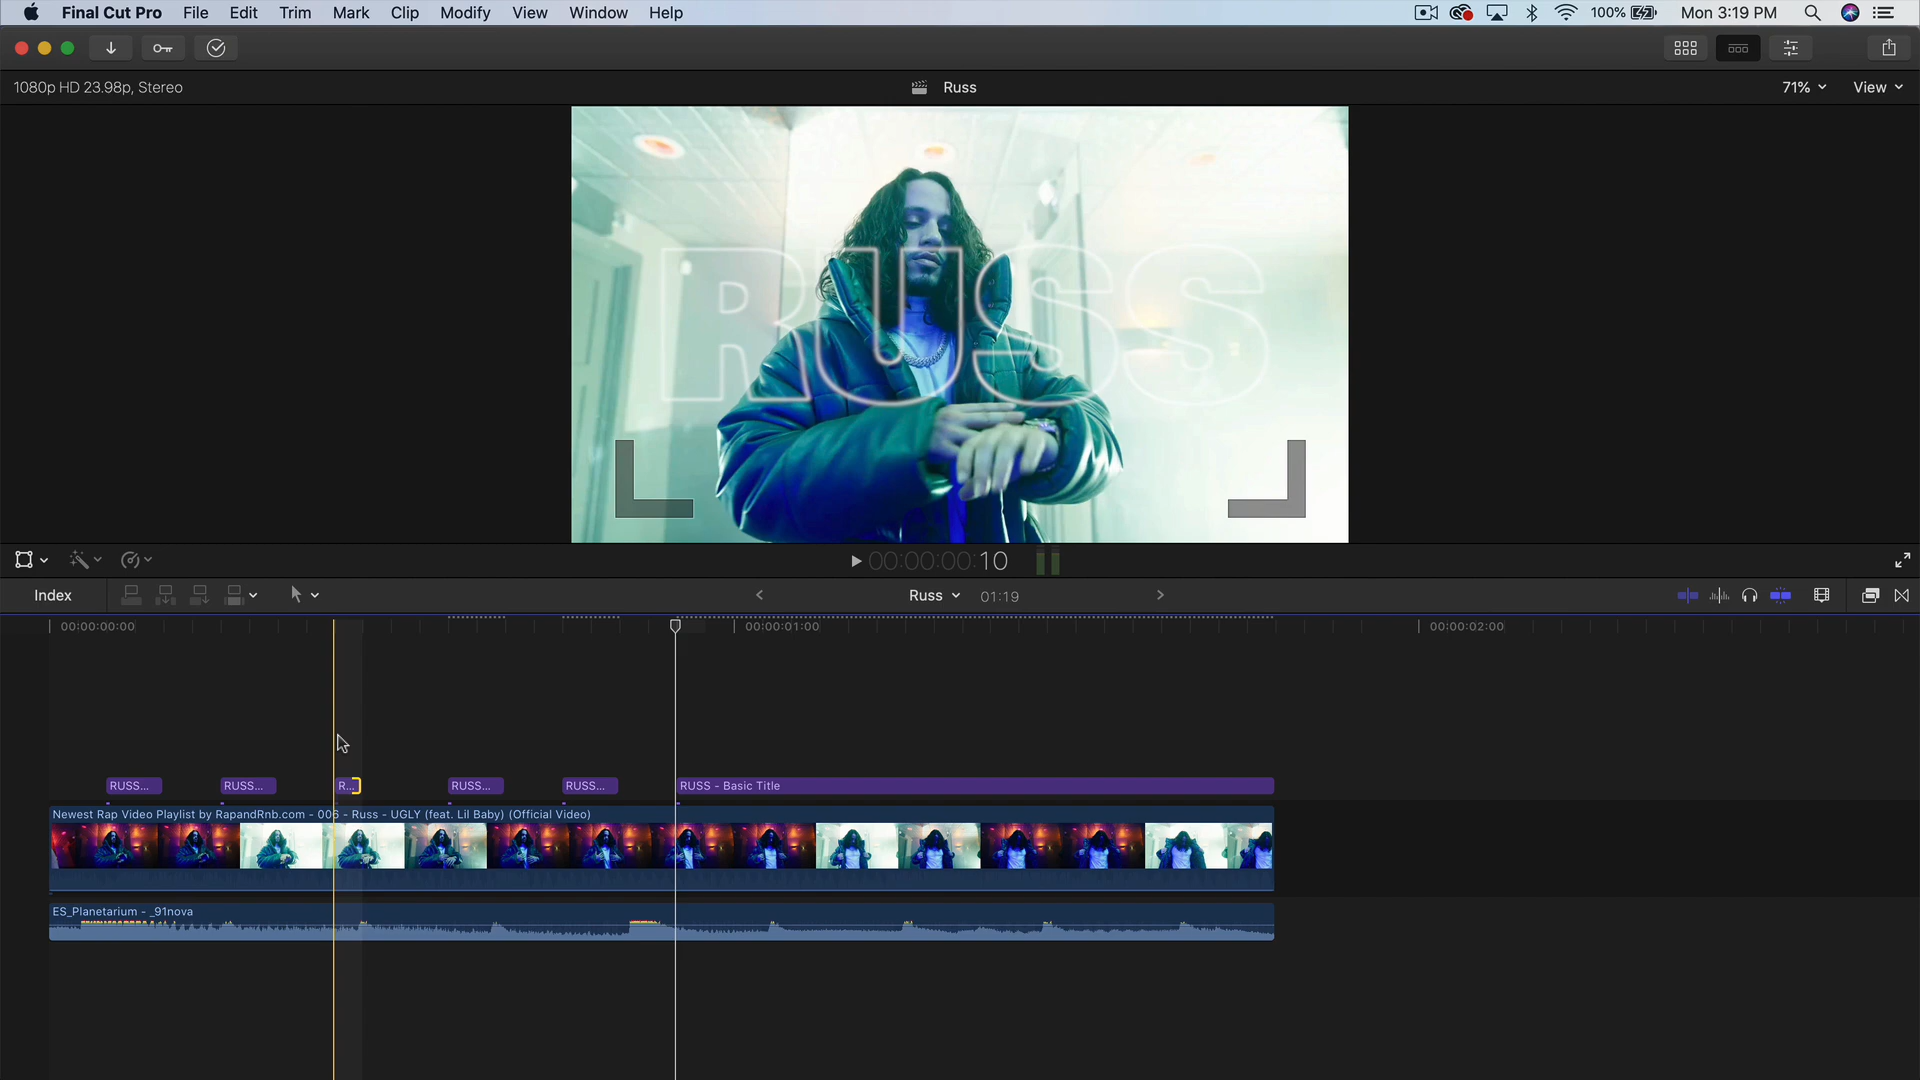 Final Cut Pro File Edit Trim Mark Clip Modify View Window Help 100% Mon 3:19 PM
1080p HD 23.98p, Stereo Russ 71% View
RUSS
00:00:00:10
Index Russ 01:19
00:00:00:00 00:00:01:00 00:00:02:00
RUSS... RUSS... R... RUSS... RUSS... RUSS - Basic Title
Newest Rap Video Playlist by RapandRnb.com - 006 - Russ - UGLY (feat. Lil Baby) (Official Video)
ES_Planetarium - _91nova